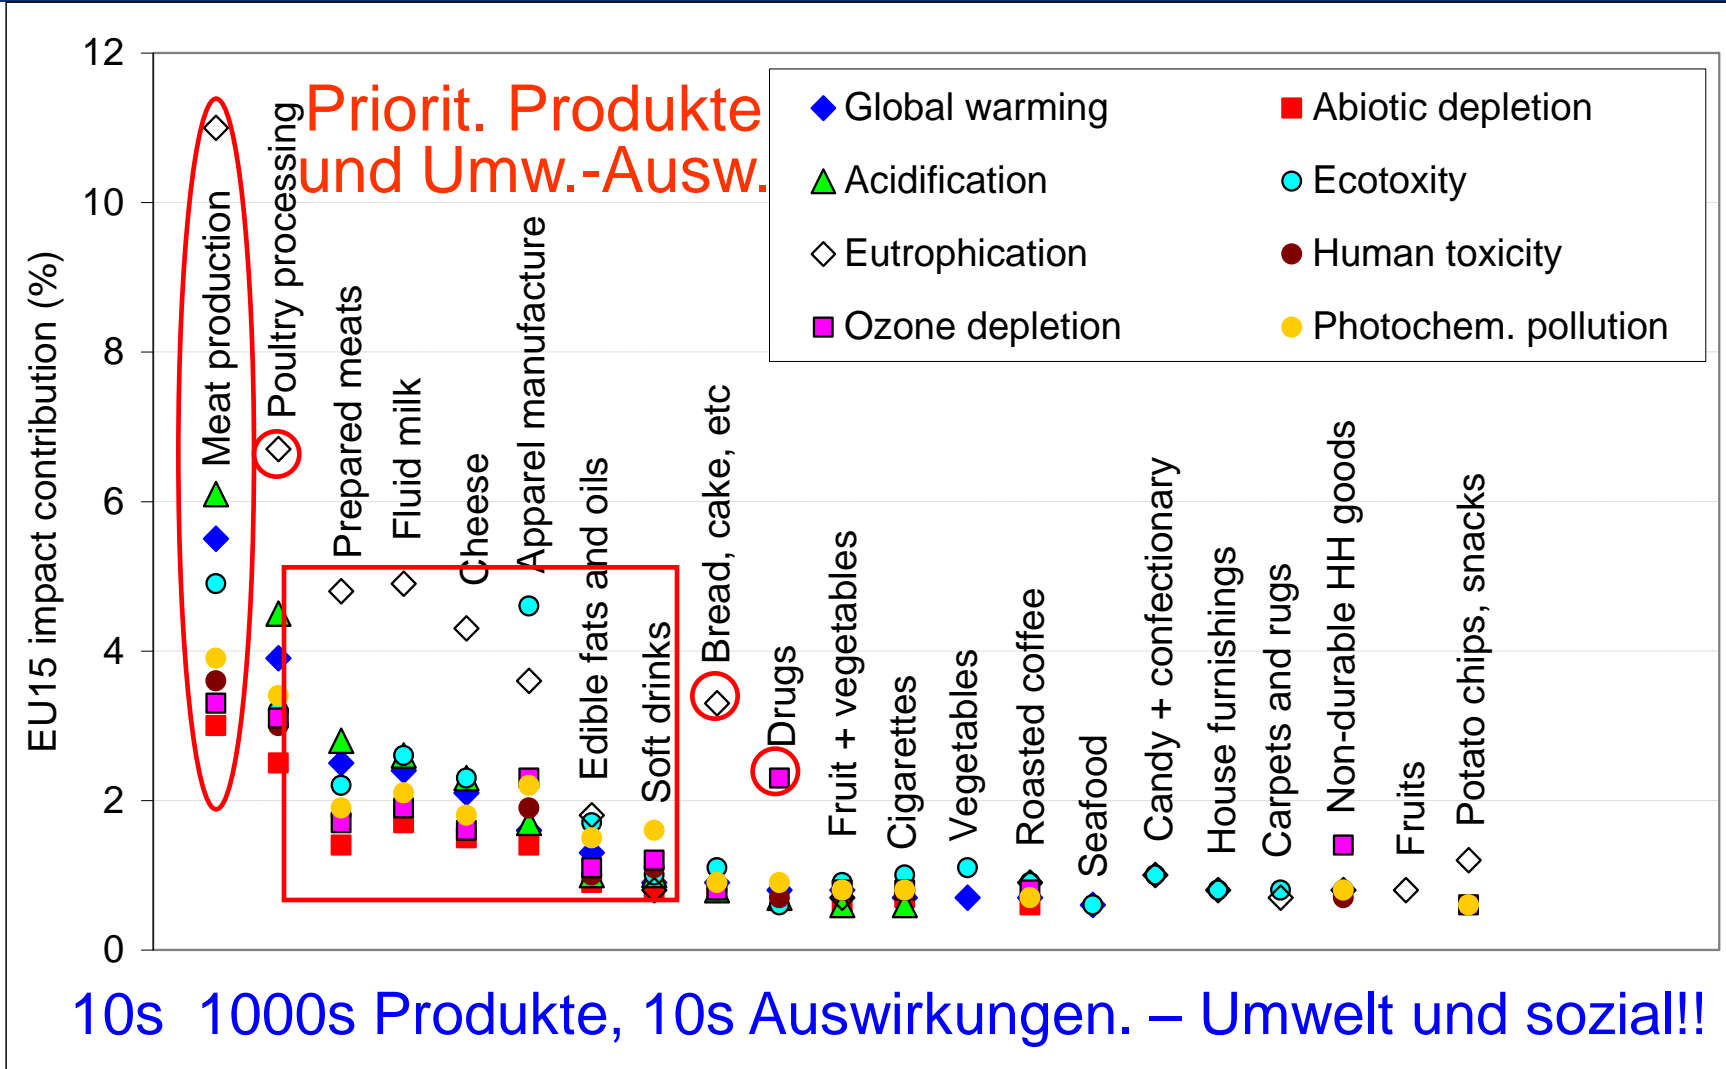 Priorit. Produkte
und Umw.-Ausw.
Global warming
Abiotic depletion
Acidification
Ecotoxity
Eutrophication
Human toxicity
Ozone depletion
Photochem. pollution
EU15 impact contribution (%)
12
10
8
6
4
2
0
Meat production
Poultry processing
Prepared meats
Fluid milk
Cheese
Apparel manufacture
Edible fats and oils
Soft drinks
Bread, cake, etc
Drugs
Fruit + vegetables
Cigarettes
Vegetables
Roasted coffee
Seafood
Candy + confectionary
House furnishings
Carpets and rugs
Non-durable HH goods
Fruits
Potato chips, snacks
10s 1000s Produkte, 10s Auswirkungen. – Umwelt und sozial!!